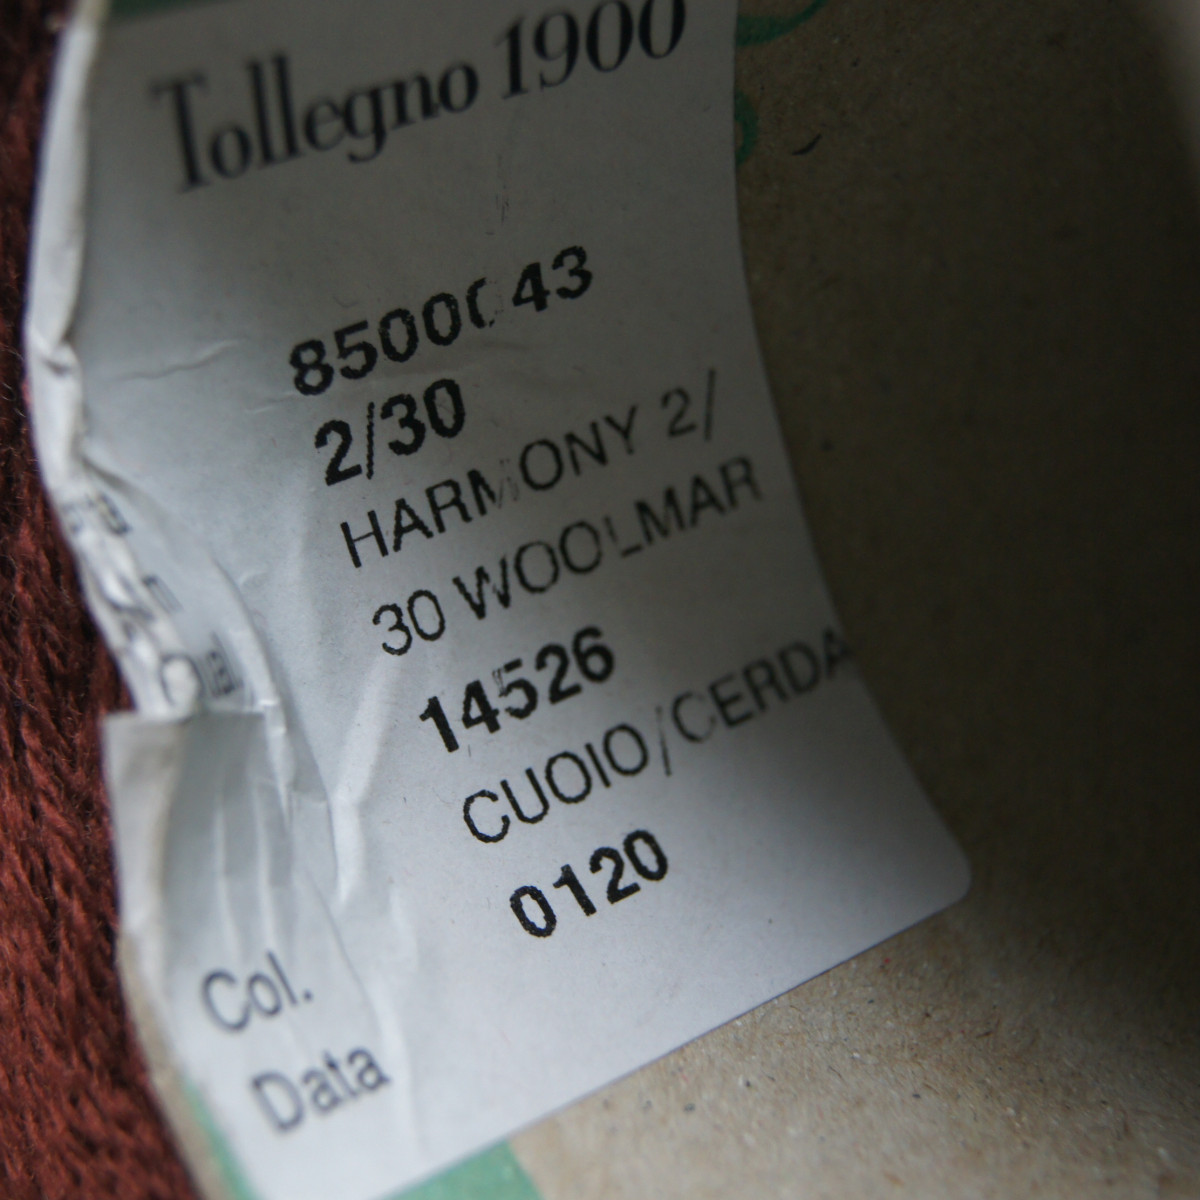 Tollegno 1900
8500043
2/30
HARMONY 2/
30 WOOLMAR
14526
CUOIO/CERDA
0120
Col.
Data